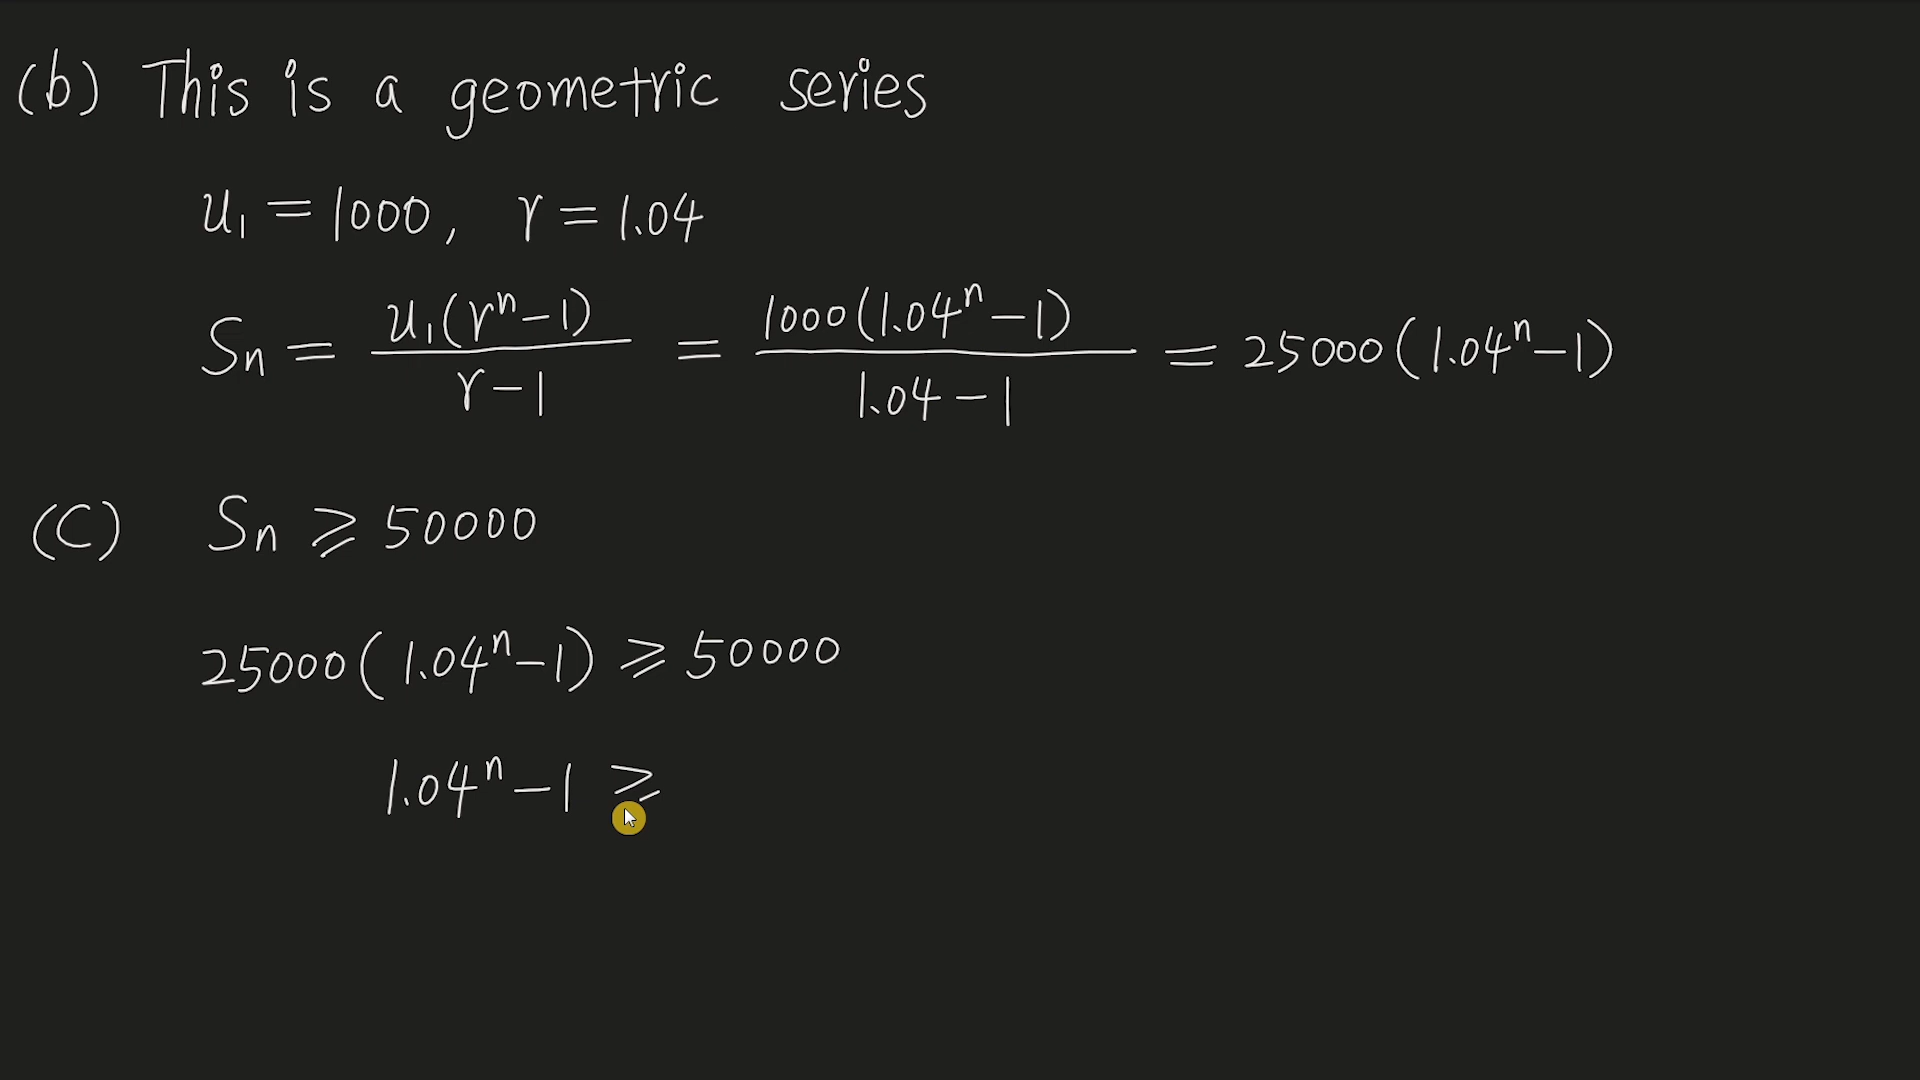 (b) This is a geometric series
u₁ = 1000, r = 1.04
Sₙ = u₁(rⁿ−1)/(r−1) = 1000(1.04ⁿ−1)/(1.04−1) = 25000(1.04ⁿ−1)
(C) Sₙ ⩾ 50000
25000(1.04ⁿ−1) ⩾ 50000
1.04ⁿ−1 ⩾